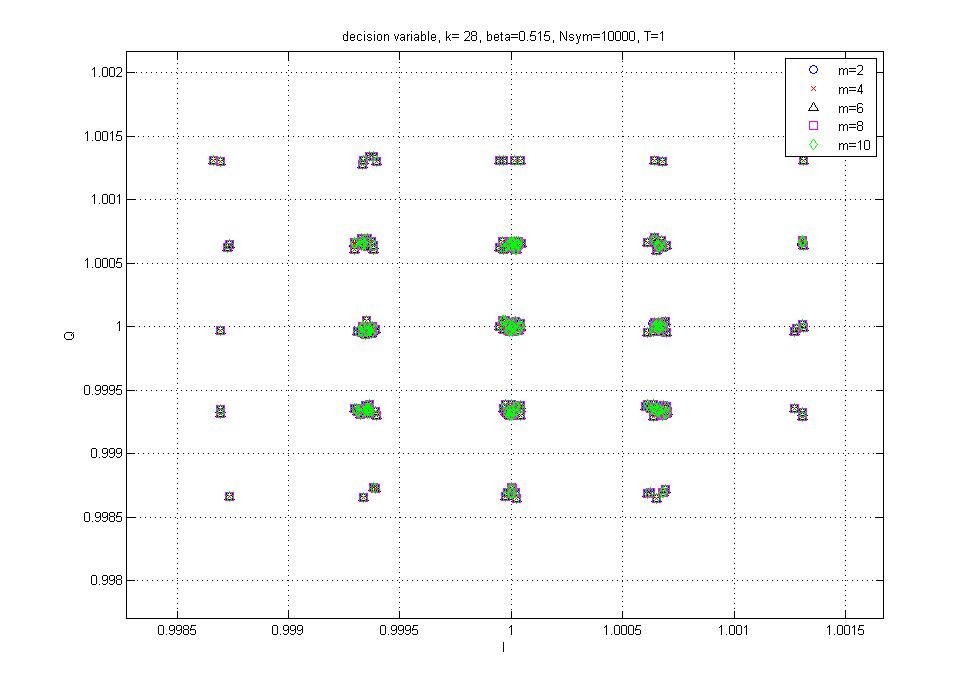 decision variable, k= 28, beta=0.515, Nsym=10000, T=1
m=2
m=4
m=6
m=8
m=10
1.002
1.0015
1.001
1.0005
1
0.9995
0.999
0.9985
0.998
Q
0.9985
0.999
0.9995
1
1.0005
1.001
1.0015
I